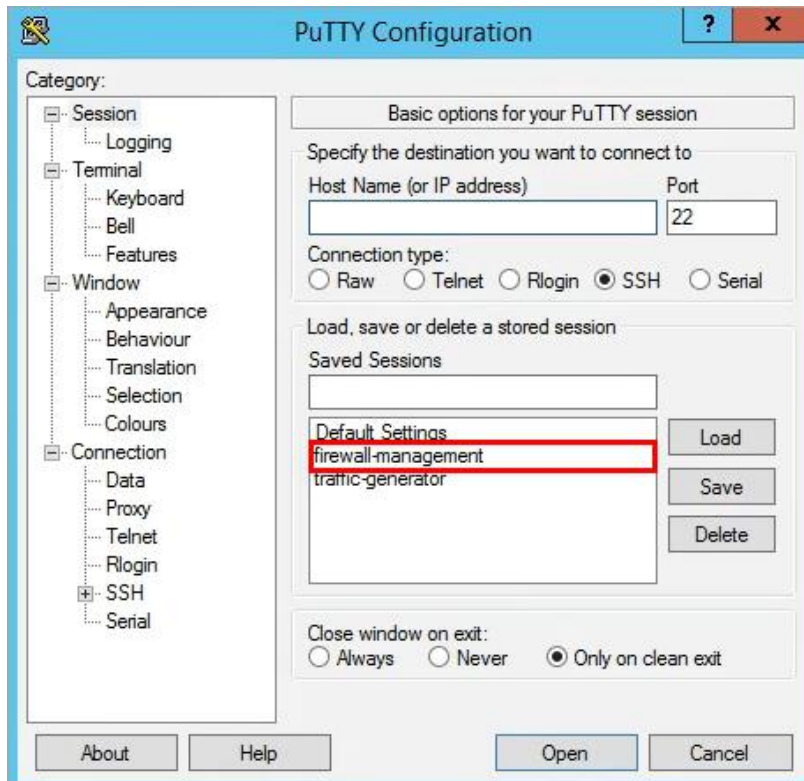 PuTTY Configuration
? x
Category:
Session
Logging
Terminal
Keyboard
Bell
Features
Window
Appearance
Behaviour
Translation
Selection
Colours
Connection
Data
Proxy
Telnet
Rlogin
SSH
Serial
Basic options for your PuTTY session
Specify the destination you want to connect to
Host Name (or IP address) Port
22
Connection type:
Raw Telnet Rlogin SSH Serial
Load, save or delete a stored session
Saved Sessions
Default Settings
firewall-management
traffic-generator
Load
Save
Delete
Close window on exit:
Always Never Only on clean exit
About Help Open Cancel